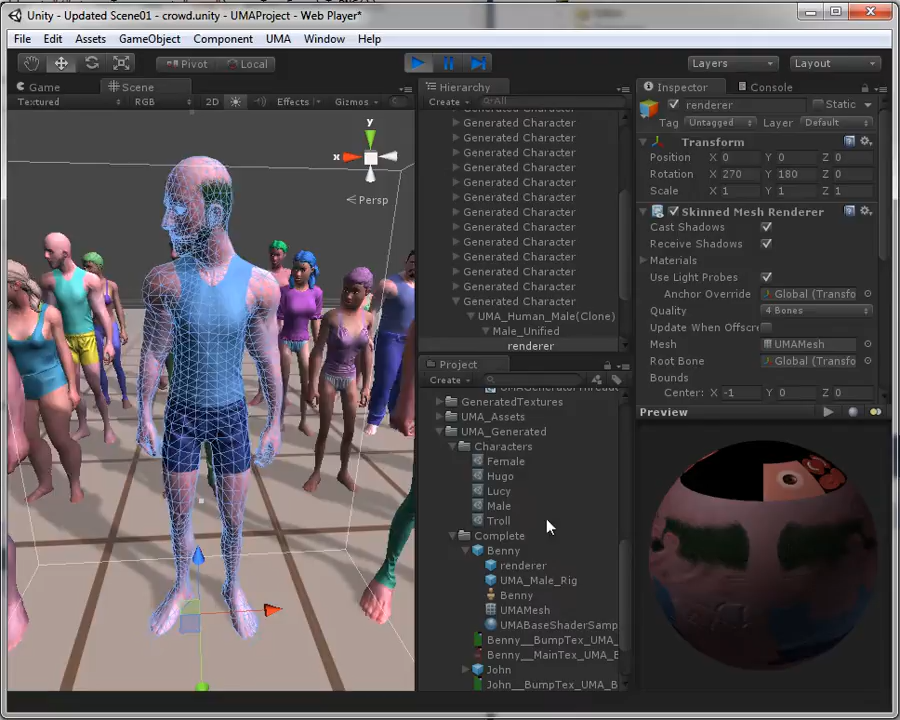 Unity - Updated Scene01 - crowd.unity - UMAProject - Web Player*
File Edit Assets GameObject Component UMA Window Help
Pivot Local Layers Layout
Game Scene
Textured RGB 2D Effects Gizmos
y
x
Persp
Hierarchy
Create All
Generated Character
Generated Character
Generated Character
Generated Character
Generated Character
Generated Character
Generated Character
Generated Character
Generated Character
Generated Character
Generated Character
Generated Character
Generated Character
UMA_Human_Male(Clone)
Male_Unified
renderer
Project
Create
GeneratedTextures
UMA_Assets
UMA_Generated
Characters
Female
Hugo
Lucy
Male
Troll
Complete
Benny
renderer
UMA_Male_Rig
Benny
UMAMesh
UMABaseShaderSamp
Benny__BumpTex_UMA_
Benny__MainTex_UMA_B
John
John__BumpTex_UMA_B
Inspector Console
renderer Static
Tag Untagged Layer Default
Transform
Position X 0 Y 0 Z 0
Rotation X 270 Y 180 Z 0
Scale X 1 Y 1 Z 1
Skinned Mesh Renderer
Cast Shadows
Receive Shadows
Materials
Use Light Probes
Anchor Override Global (Transfo
Quality 4 Bones
Update When Offscre
Mesh UMAMesh
Root Bone Global (Transfo
Bounds
Center: X -1 Y 0 Z 0
Preview